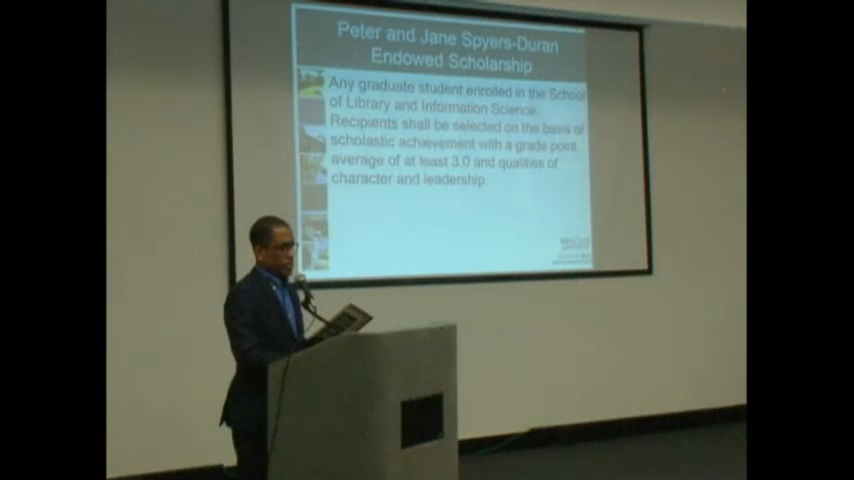 Peter and Jane Spyers-Duran
Endowed Scholarship
Any graduate student enrolled in the School
of Library and Information Science.
Recipients shall be selected on the basis of
scholastic achievement with a grade point
average of at least 3.0 and qualities of
character and leadership.